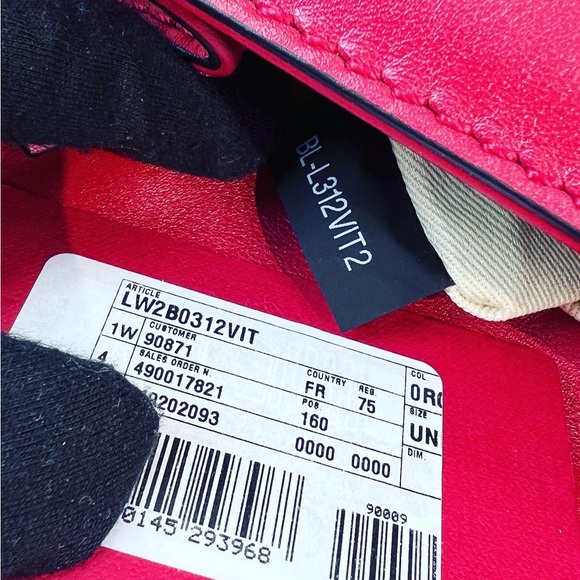 BL-L312VIT2
ARTICLE
LW2B0312VIT
1W CUSTOMER COL.
90871 COUNTRY REG. 0R
4 SALES ORDER N. FR 75 SIZE
490017821 POS. UN
202093 160 DIM.
0000 0000
90009
0145 293968